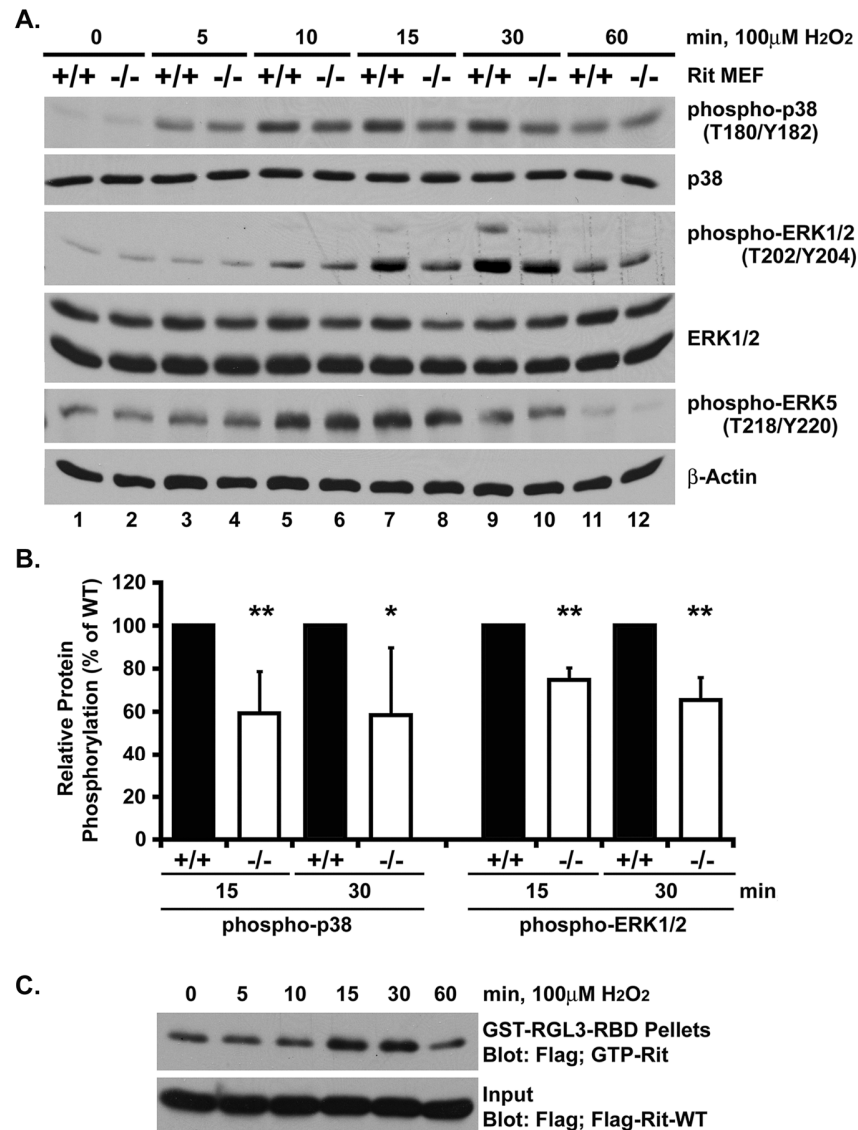 A.
0 5 10 15 30 60 min, 100μM H2O2
+/+ -/- +/+ -/- +/+ -/- +/+ -/- +/+ -/- +/+ -/- Rit MEF
phospho-p38
(T180/Y182)
p38
phospho-ERK1/2
(T202/Y204)
ERK1/2
phospho-ERK5
(T218/Y220)
β-Actin
1 2 3 4 5 6 7 8 9 10 11 12
B.
Relative Protein
Phosphorylation (% of WT)
120
100
80
60
40
20
0
** * ** **
+/+ -/- +/+ -/- +/+ -/- +/+ -/-
15 30 15 30 min
phospho-p38 phospho-ERK1/2
C.
0 5 10 15 30 60 min, 100μM H2O2
GST-RGL3-RBD Pellets
Blot: Flag; GTP-Rit
Input
Blot: Flag; Flag-Rit-WT